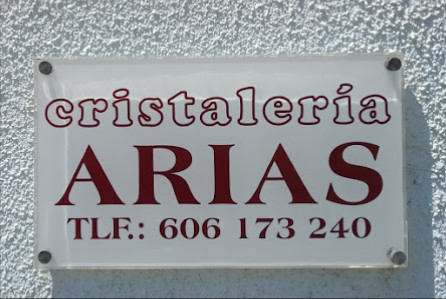 cristalería
ARIAS
TLF.: 606 173 240